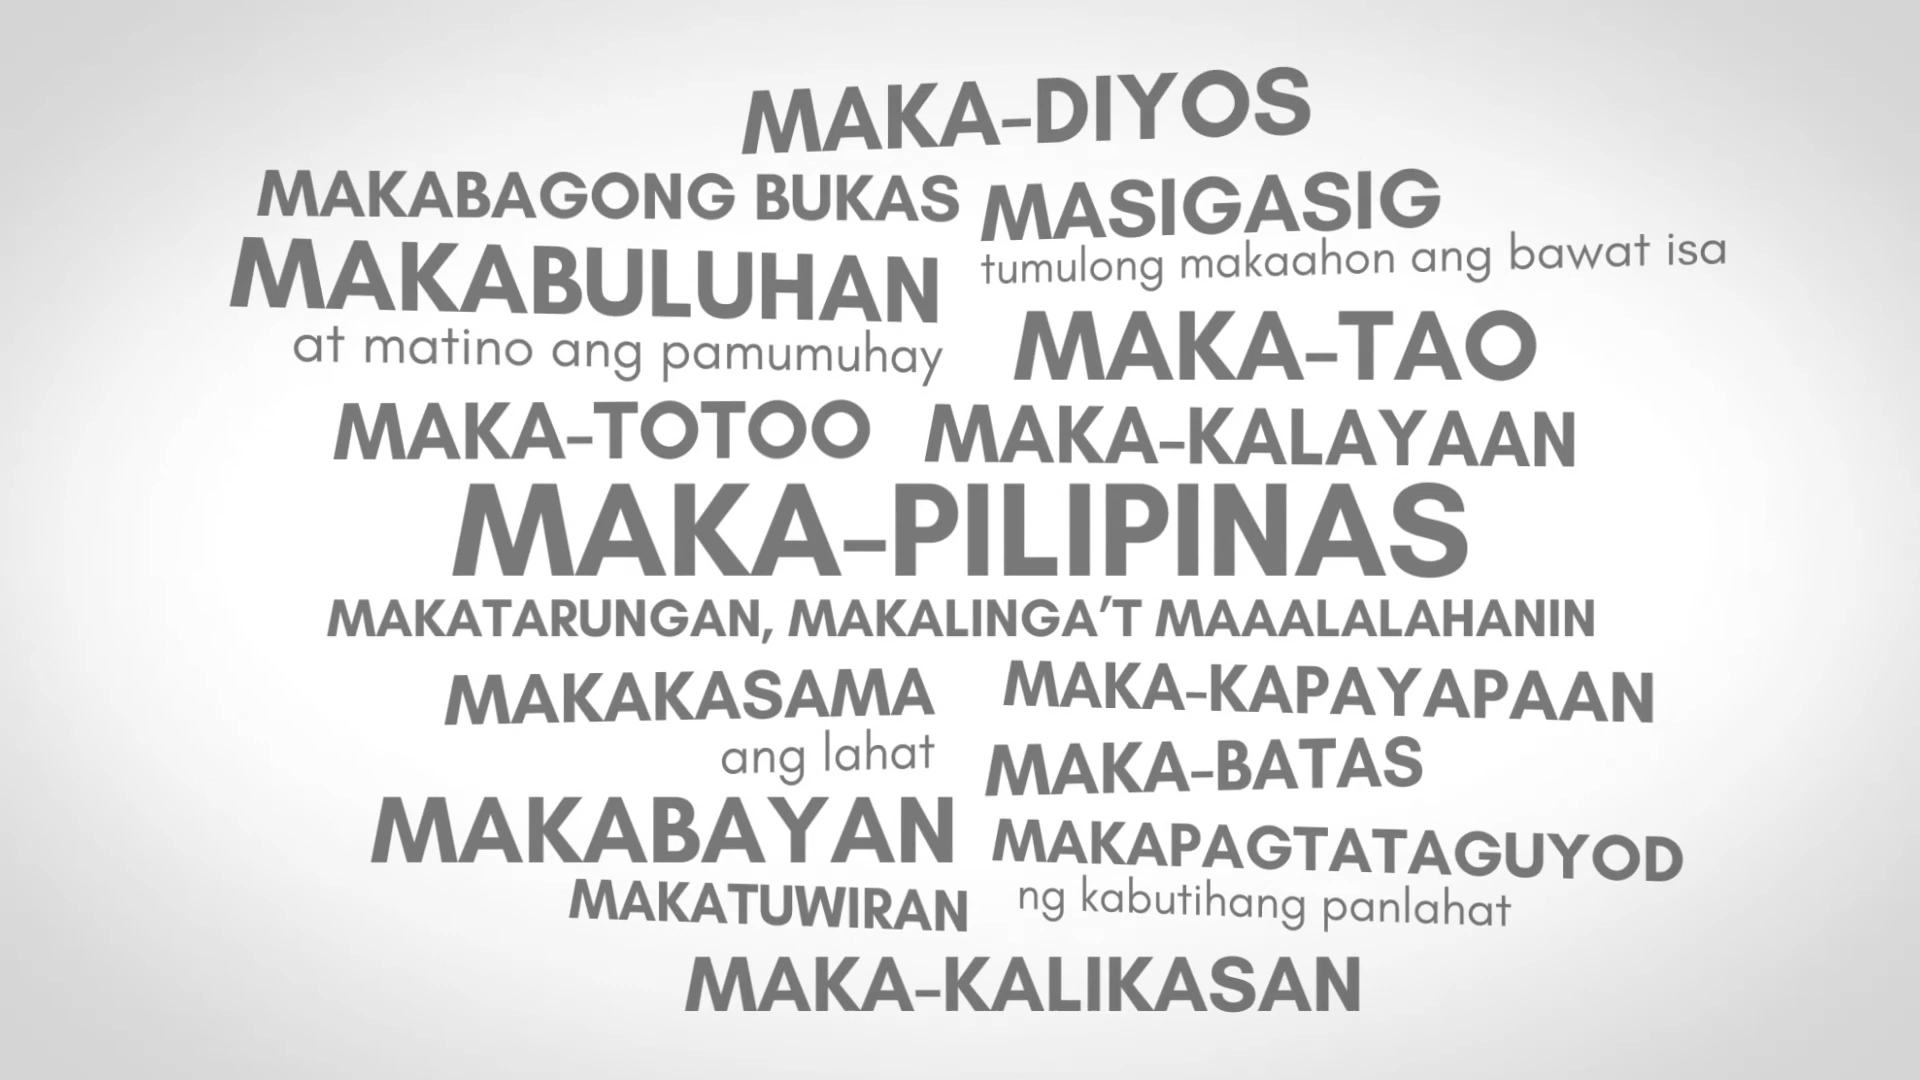 MAKA-DIYOS
MAKABAGONG BUKAS
MASIGASIG
tumulong makaahon ang bawat isa
MAKABULUHAN
at matino ang pamumuhay
MAKA-TAO
MAKA-TOTOO
MAKA-KALAYAAN
MAKA-PILIPINAS
MAKATARUNGAN, MAKALINGA'T MAAALALAHANIN
MAKAKASAMA
ang lahat
MAKA-KAPAYAPAAN
MAKA-BATAS
MAKABAYAN
MAKAPAGTATAGUYOD
ng kabutihang panlahat
MAKATUWIRAN
MAKA-KALIKASAN